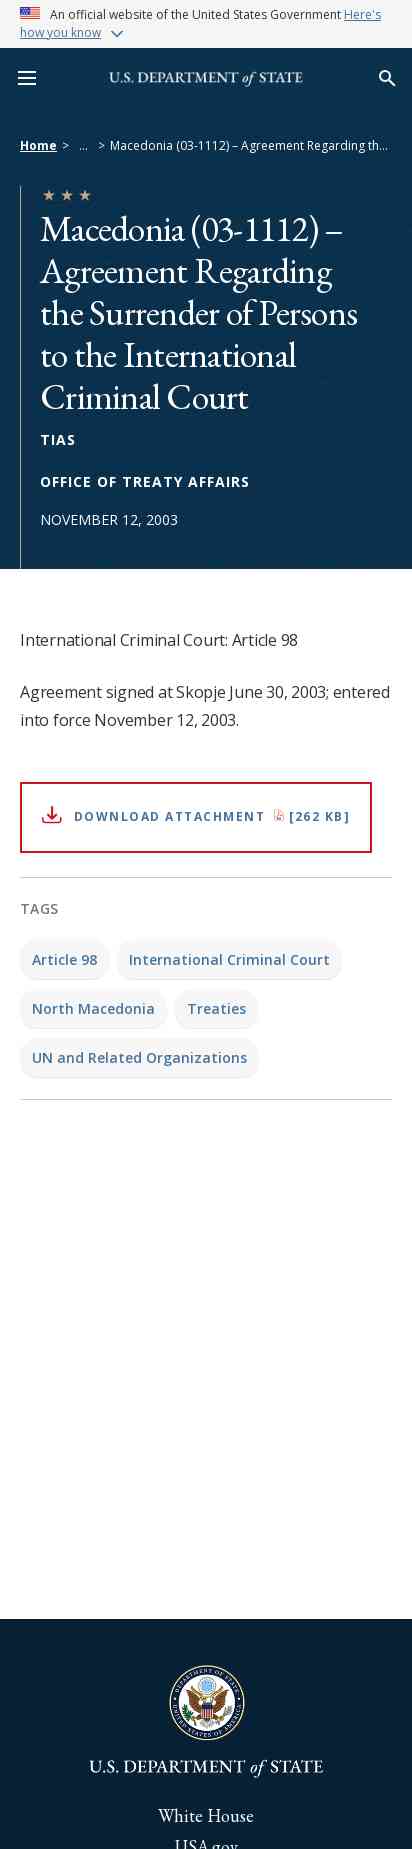 An official website of the United States Government Here's
how you know
U.S. DEPARTMENT of STATE
Home > ... > Macedonia (03-1112) – Agreement Regarding th...
Macedonia (03-1112) –
Agreement Regarding
the Surrender of Persons
to the International
Criminal Court
TIAS
OFFICE OF TREATY AFFAIRS
NOVEMBER 12, 2003
International Criminal Court: Article 98
Agreement signed at Skopje June 30, 2003; entered
into force November 12, 2003.
DOWNLOAD ATTACHMENT [262 KB]
TAGS
Article 98 International Criminal Court
North Macedonia Treaties
UN and Related Organizations
DEPARTMENT OF STATE
UNITED STATES OF AMERICA
U.S. DEPARTMENT of STATE
White House
USA.gov